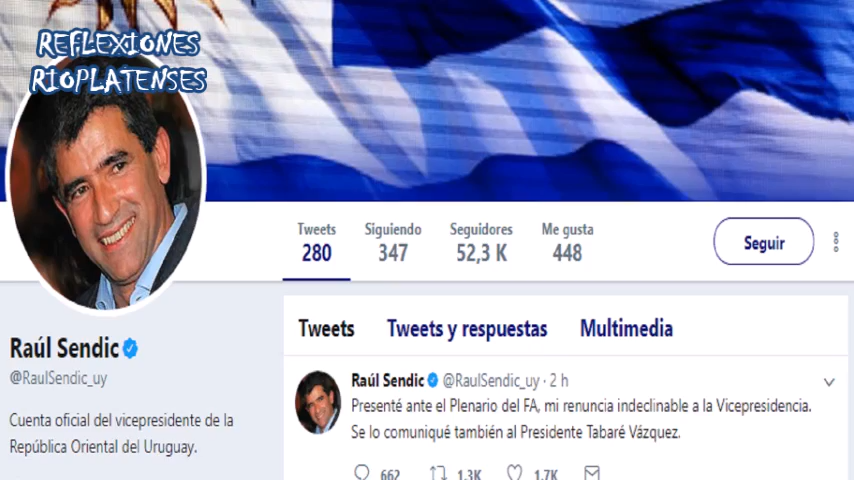 REFLEXIONES
RIOPLATENSES
Tweets Siguiendo Seguidores Me gusta
280 347 52,3 K 448
Seguir
Raúl Sendic
@RaulSendic_uy
Cuenta oficial del vicepresidente de la
República Oriental del Uruguay.
Tweets Tweets y respuestas Multimedia
Raúl Sendic @RaulSendic_uy · 2 h
Presenté ante el Plenario del FA, mi renuncia indeclinable a la Vicepresidencia.
Se lo comuniqué también al Presidente Tabaré Vázquez.
662 1.3K 1.7K